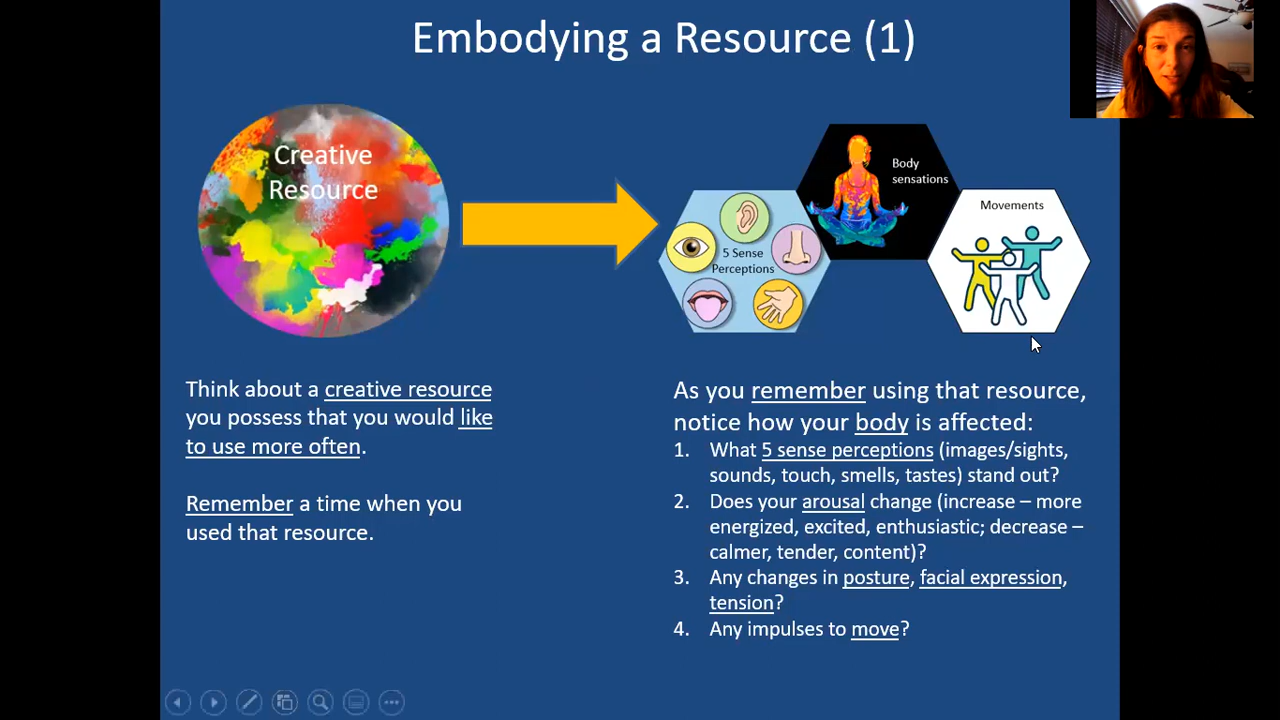 Embodying a Resource (1)
Creative
Resource
Body
sensations
Movements
5 Sense
Perceptions
Think about a creative resource
you possess that you would like
to use more often.
Remember a time when you
used that resource.
As you remember using that resource,
notice how your body is affected:
1. What 5 sense perceptions (images/sights,
sounds, touch, smells, tastes) stand out?
2. Does your arousal change (increase – more
energized, excited, enthusiastic; decrease –
calmer, tender, content)?
3. Any changes in posture, facial expression,
tension?
4. Any impulses to move?